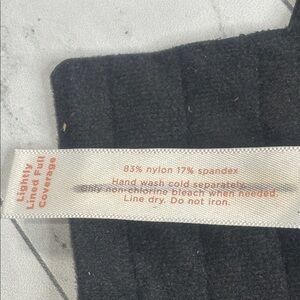 Lightly
Lined Full
Coverage
83% nylon 17% spandex
Hand wash cold separately.
Only non-chlorine bleach when needed.
Line dry. Do not iron.